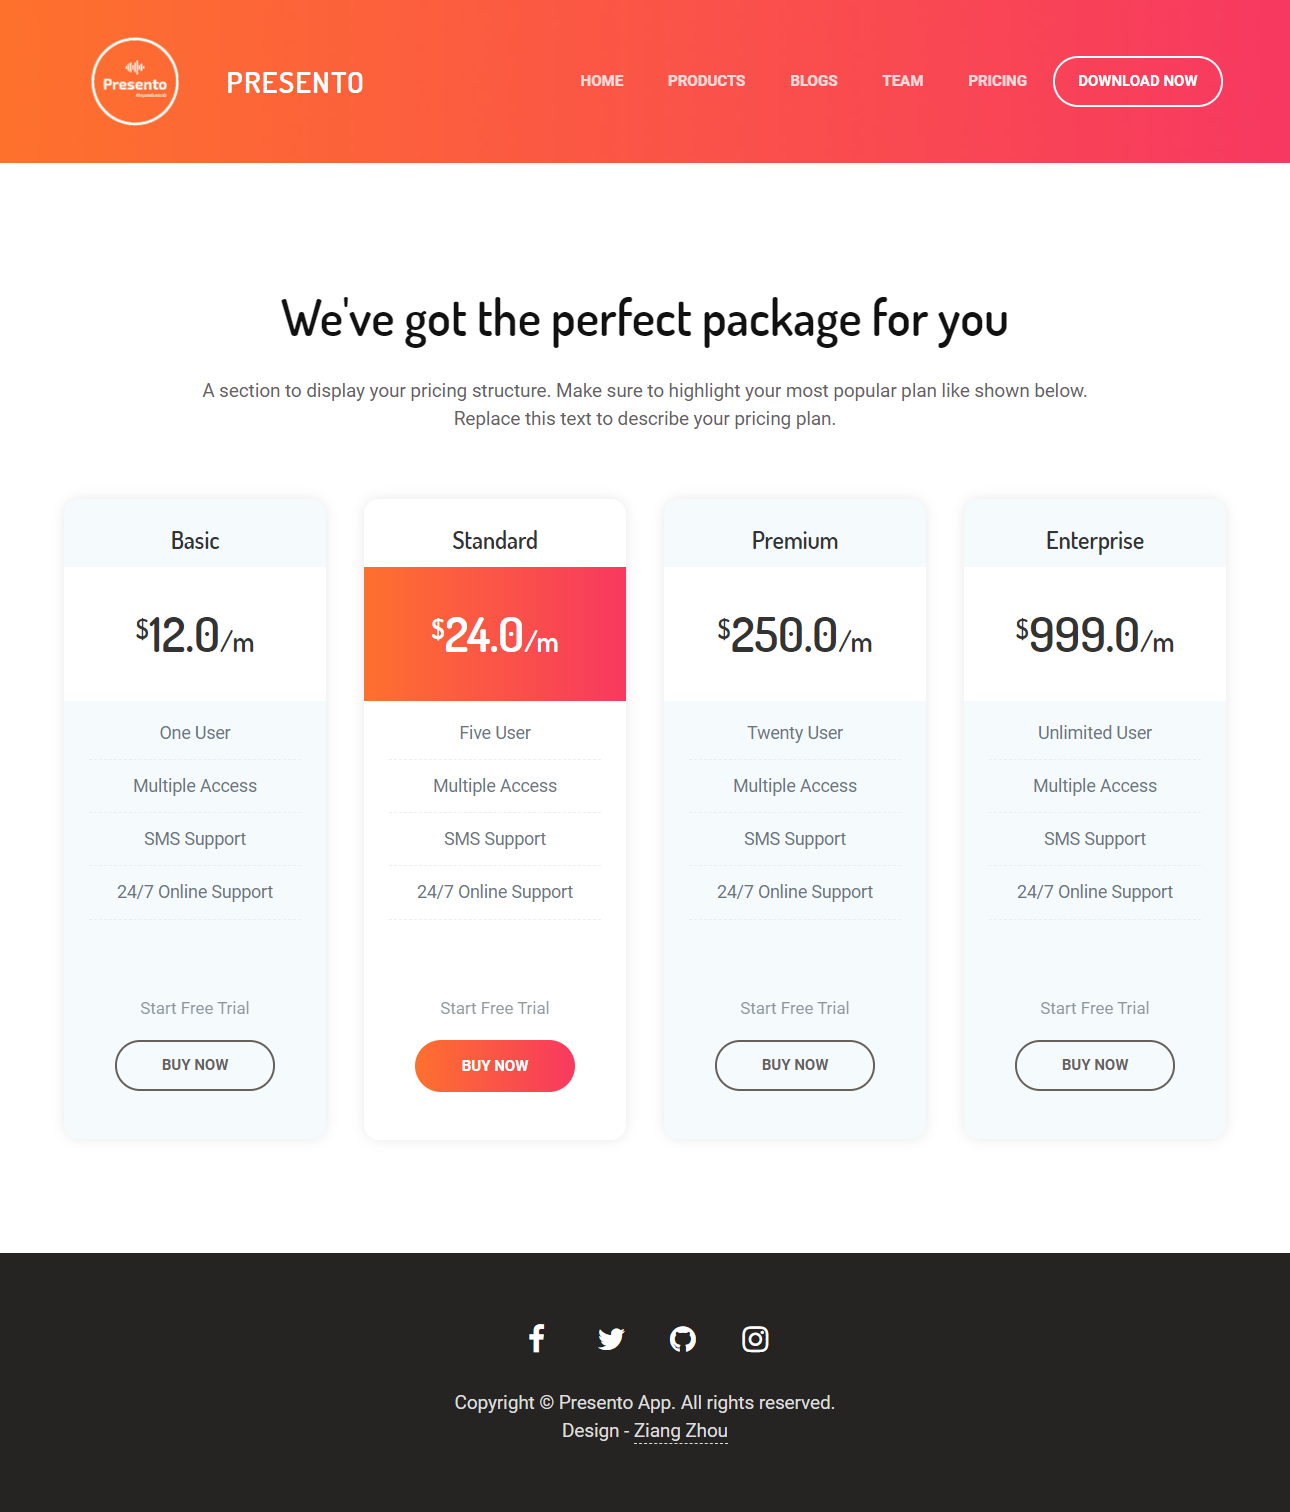 Presento
PRESENTO
HOME
PRODUCTS
BLOGS
TEAM
PRICING
DOWNLOAD NOW
We've got the perfect package for you
A section to display your pricing structure. Make sure to highlight your most popular plan like shown below.
Replace this text to describe your pricing plan.
Basic
$12.0/m
One User
Multiple Access
SMS Support
24/7 Online Support
Start Free Trial
BUY NOW
Standard
$24.0/m
Five User
Multiple Access
SMS Support
24/7 Online Support
Start Free Trial
BUY NOW
Premium
$250.0/m
Twenty User
Multiple Access
SMS Support
24/7 Online Support
Start Free Trial
BUY NOW
Enterprise
$999.0/m
Unlimited User
Multiple Access
SMS Support
24/7 Online Support
Start Free Trial
BUY NOW
Copyright © Presento App. All rights reserved.
Design - Ziang Zhou